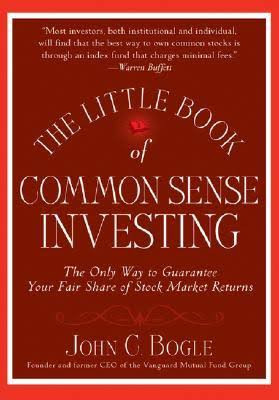 "Most investors, both institutional and individual,
will find that the best way to own common stocks is
through an index fund that charges minimal fees."
—Warren Buffett
THE LITTLE BOOK
of
COMMON SENSE
INVESTING
The Only Way to Guarantee
Your Fair Share of Stock Market Returns
JOHN C. BOGLE
Founder and former CEO of the Vanguard Mutual Fund Group